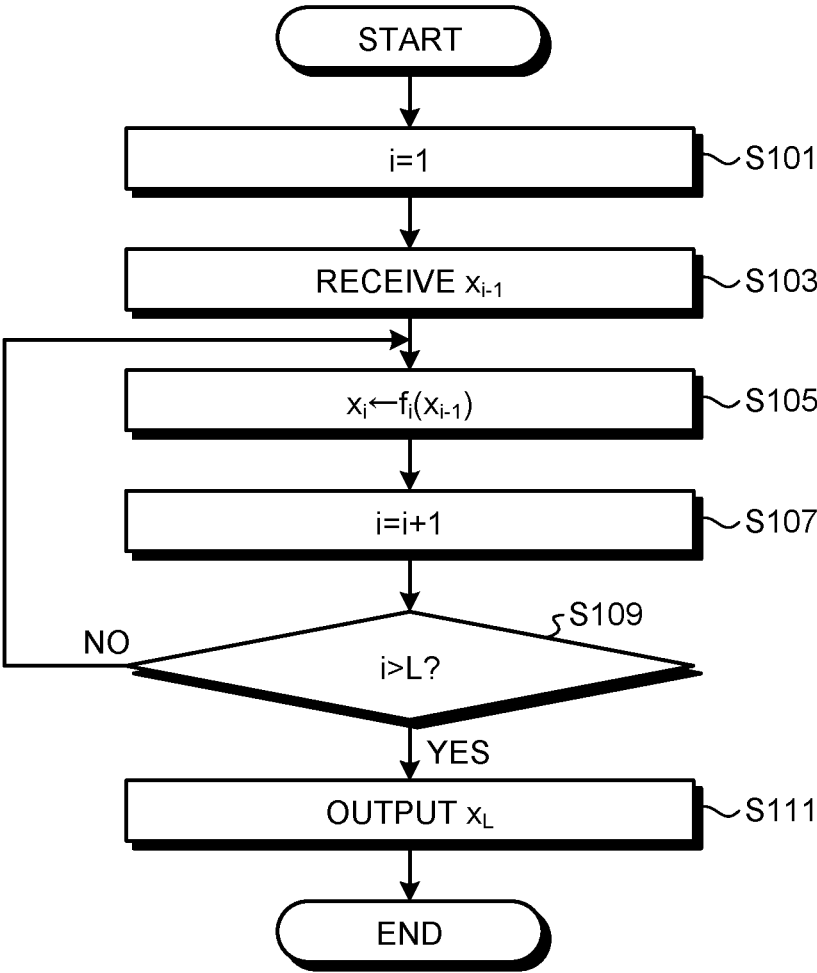 START
i=1
S101
RECEIVE xᵢ₋₁
S103
xᵢ←fᵢ(xᵢ₋₁)
S105
i=i+1
S107
S109
NO
i>L?
YES
OUTPUT x_L
S111
END